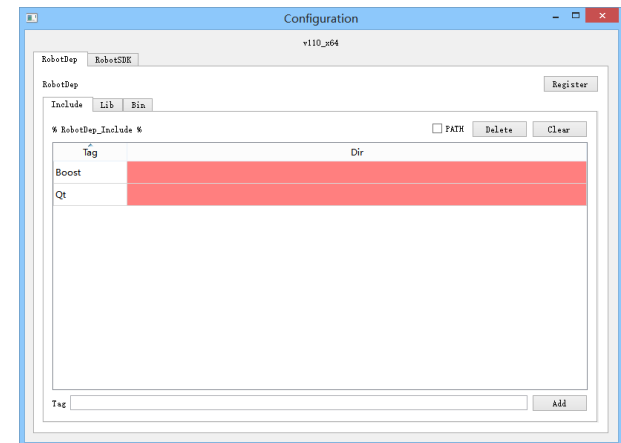 Configuration
v110_x64
RobotDep RobotSDK
RobotDep Register
Include Lib Bin
% RobotDep_Include % PATH Delete Clear
Tag Dir
Boost
Qt
Tag Add